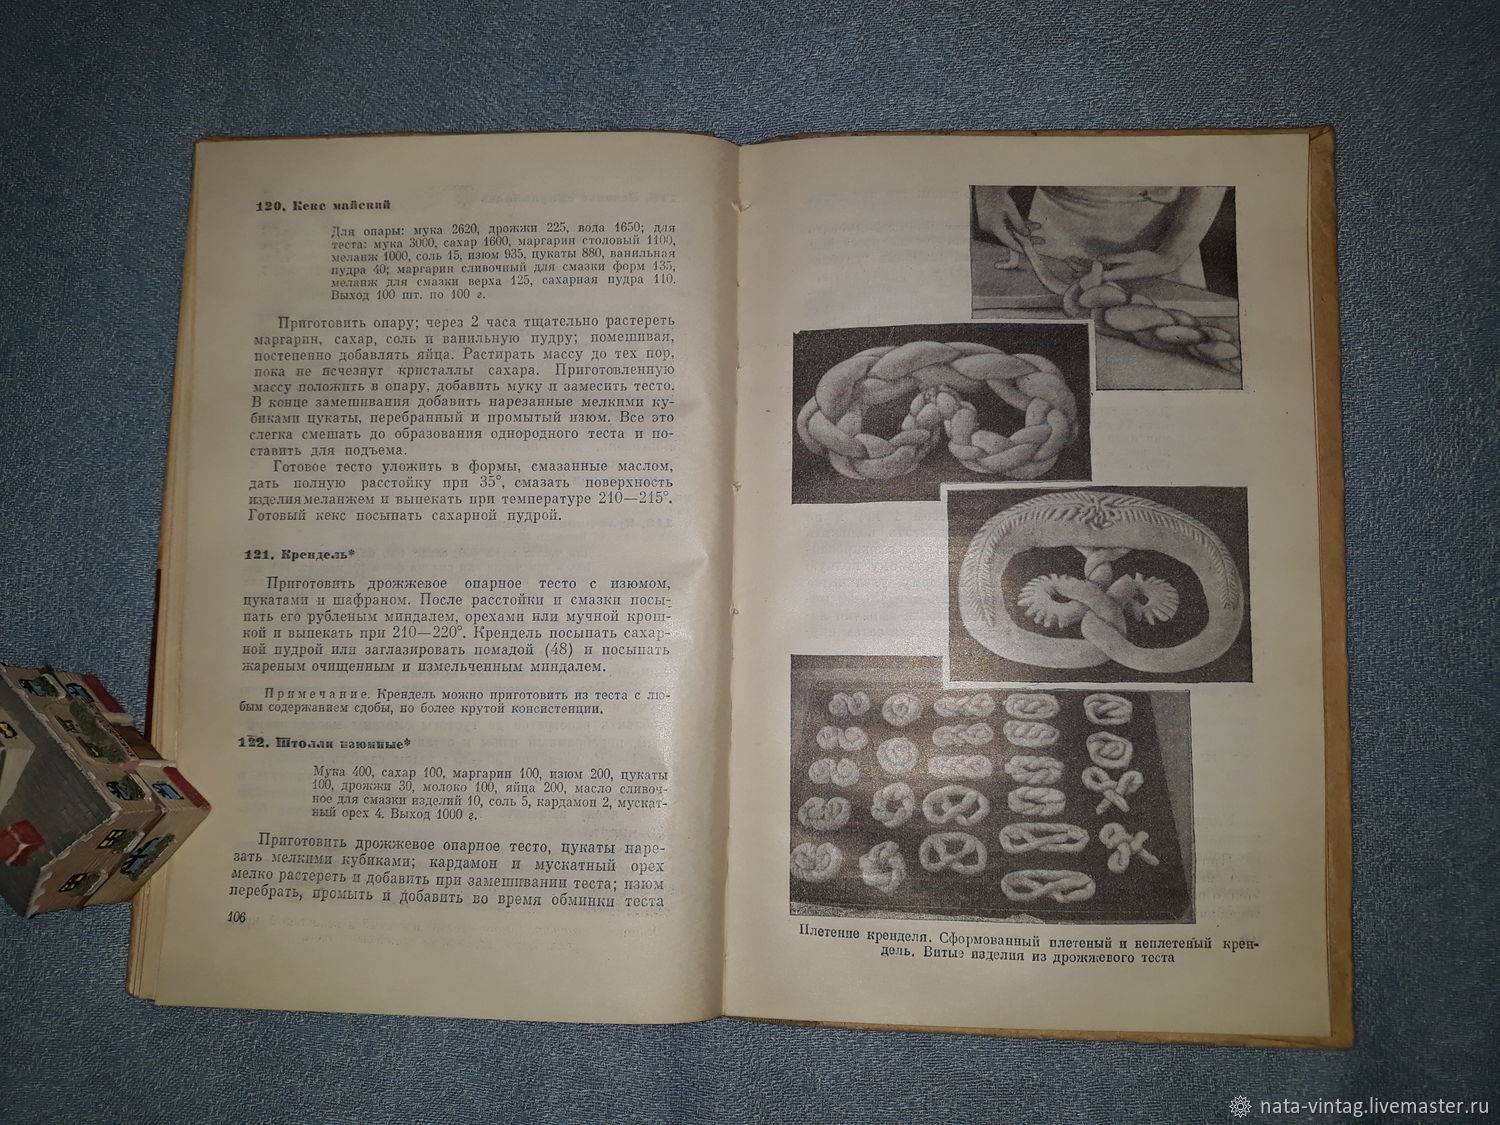 120. Кекс майский
Для опары: мука 2620, дрожжи 225, вода 1650; для
теста: мука 3000, сахар 1600, маргарин столовый 1100,
меланж 1000, соль 15, изюм 935, цукаты 880, ванильная
пудра 40; маргарин сливочный для смазки форм 135,
меланж для смазки верха 125, сахарная пудра 110.
Выход 100 шт. по 100 г.
Приготовить опару; через 2 часа тщательно растереть
маргарин, сахар, соль и ванильную пудру; помешивая,
постепенно добавлять яйца. Растирать массу до тех пор,
пока не исчезнут кристаллы сахара. Приготовленную
массу положить в опару, добавить муку и замесить тесто.
В конце замешивания добавить нарезанные мелкими ку-
биками цукаты, перебранный и промытый изюм. Все это
слегка смешать до образования однородного теста и по-
ставить для подъема.
Готовое тесто уложить в формы, смазанные маслом,
дать полную расстойку при 35°, смазать поверхность
изделия меланжем и выпекать при температуре 210—215°.
Готовый кекс посыпать сахарной пудрой.
121. Крендель*
Приготовить дрожжевое опарное тесто с изюмом,
цукатами и шафраном. После расстойки и смазки посы-
пать его рубленым миндалем, орехами или мучной крош-
кой и выпекать при 210—220°. Крендель посыпать сахар-
ной пудрой или заглазировать помадой (48) и посыпать
жареным очищенным и измельченным миндалем.
Примечание. Крендель можно приготовить из теста с лю-
бым содержанием сдобы, но более крутой консистенции.
122. Штолли изюмные*
Мука 400, сахар 100, маргарин 100, изюм 200, цукаты
100, дрожжи 30, молоко 100, яйца 200, масло сливоч-
ное для смазки изделий 10, соль 5, кардамон 2, мускат-
ный орех 4. Выход 1000 г.
Приготовить дрожжевое опарное тесто, цукаты наре-
зать мелкими кубиками; кардамон и мускатный орех
мелко растереть и добавить при замешивании теста; изюм
перебрать, промыть и добавить во время обминки теста
106
Плетение кренделя. Сформованный плетеный и неплетеный крен-
дель. Витые изделия из дрожжевого теста
nata-vintag.livemaster.ru